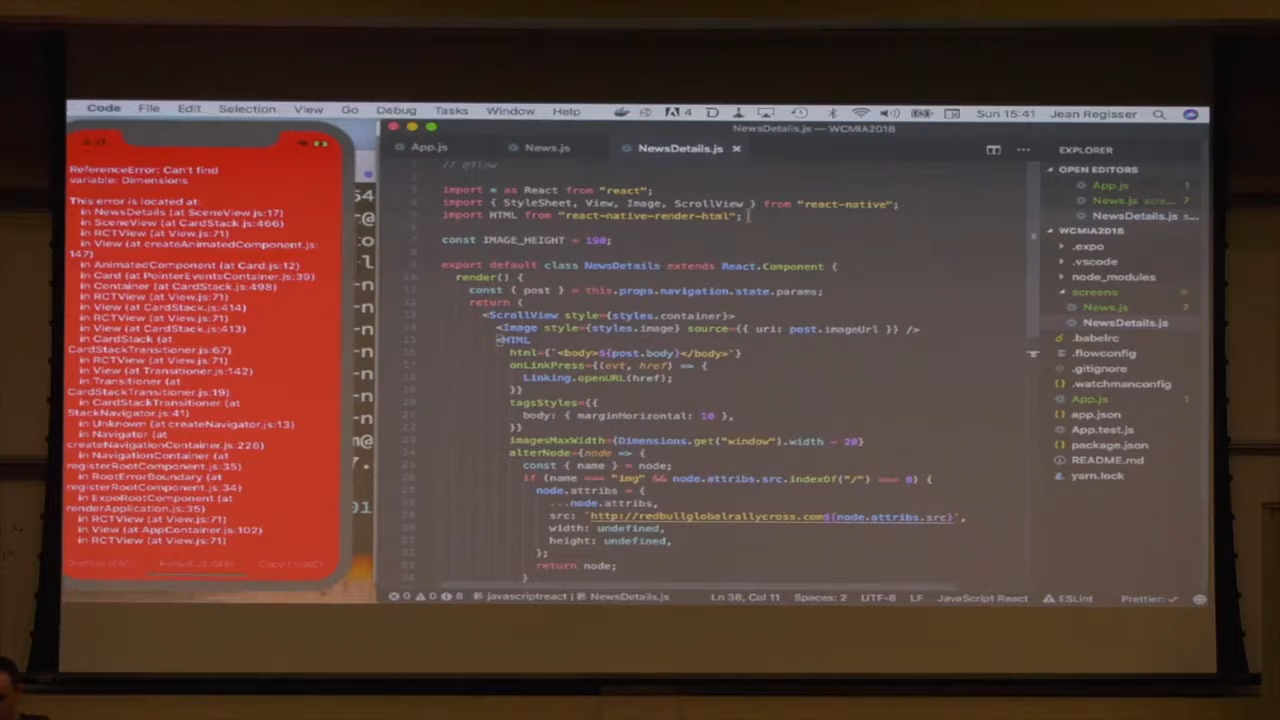 Code File Edit Selection View Go Debug Tasks Window Help 4 Sun 15:41 Jean Regisser
NewsDetails.js — WCMIA2018
ReferenceError: Can't find
variable: Dimensions
This error is located at:
in NewsDetails (at SceneView.js:17)
in SceneView (at CardStack.js:466)
in RCTView (at View.js:71)
in View (at createAnimatedComponent.js:
147)
in AnimatedComponent (at Card.js:12)
in Card (at PointerEventsContainer.js:39)
in Container (at CardStack.js:498)
in RCTView (at View.js:71)
in View (at CardStack.js:414)
in RCTView (at View.js:71)
in View (at CardStack.js:413)
in CardStack (at
CardStackTransitioner.js:67)
in RCTView (at View.js:71)
in View (at Transitioner.js:142)
in Transitioner (at
CardStackTransitioner.js:19)
in CardStackTransitioner (at
StackNavigator.js:41)
in Unknown (at createNavigator.js:13)
in Navigator (at
createNavigationContainer.js:226)
in NavigationContainer (at
registerRootComponent.js:35)
in RootErrorBoundary (at
registerRootComponent.js:34)
in ExpoRootComponent (at
renderApplication.js:35)
in RCTView (at View.js:71)
in View (at AppContainer.js:102)
in RCTView (at View.js:71)
App.js News.js NewsDetails.js ×
// @flow
import * as React from "react";
import { StyleSheet, View, Image, ScrollView } from "react-native";
import HTML from "react-native-render-html";
const IMAGE_HEIGHT = 190;
export default class NewsDetails extends React.Component {
render() {
const { post } = this.props.navigation.state.params;
return (
<ScrollView style={styles.container}>
<Image style={styles.image} source={{ uri: post.imageUrl }} />
<HTML
html={`<body>${post.body}</body>`}
onLinkPress={(evt, href) => {
Linking.openURL(href);
}}
tagsStyles={{
body: { marginHorizontal: 10 },
}}
imagesMaxWidth={Dimensions.get("window").width - 20}
alterNode={node => {
const { name } = node;
if (name === "img" && node.attribs.src.indexOf("/") === 0) {
node.attribs = {
...node.attribs,
src: `http://redbullglobalrallycross.com${node.attribs.src}`,
width: undefined,
height: undefined,
};
return node;
}
EXPLORER
OPEN EDITORS
App.js 1
News.js scre... 7
NewsDetails.js s...
WCMIA2018
.expo
.vscode
node_modules
screens
News.js 7
NewsDetails.js
.babelrc
.flowconfig
.gitignore
.watchmanconfig
App.js 1
app.json
App.test.js
package.json
README.md
yarn.lock
0 0 8 javascriptreact | NewsDetails.js Ln 38, Col 11 Spaces: 2 UTF-8 LF JavaScript React ESLint Prettier: ✓